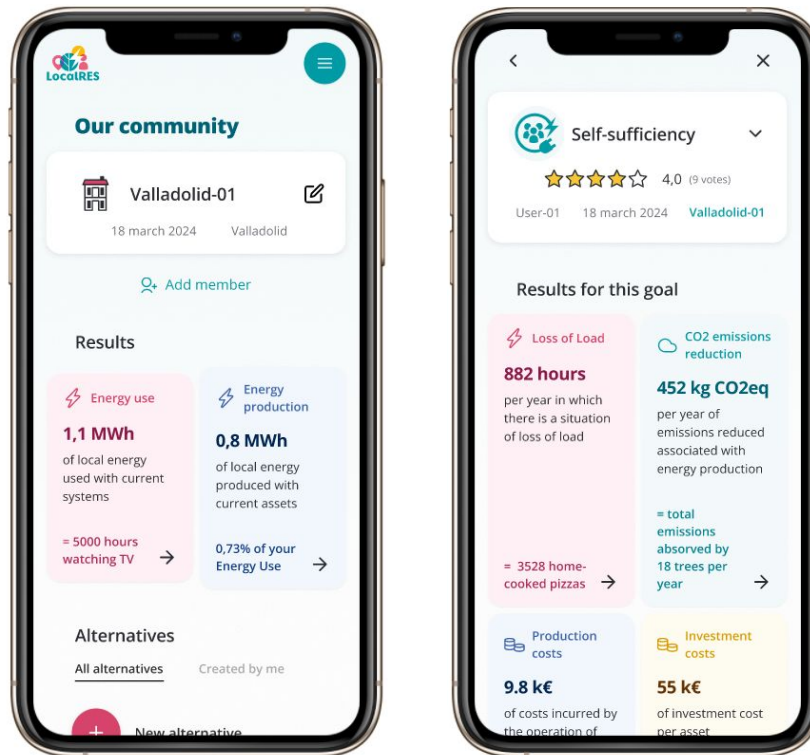 LocalRES
Our community
Valladolid-01
18 march 2024 Valladolid
Add member
Results
Energy use
1,1 MWh
of local energy
used with current
systems
= 5000 hours
watching TV
Energy
production
0,8 MWh
of local energy
produced with
current assets
0,73% of your
Energy Use
Alternatives
All alternatives Created by me
New alternative
Self-sufficiency
4,0 (9 votes)
User-01 18 march 2024 Valladolid-01
Results for this goal
Loss of Load
882 hours
per year in which
there is a situation
of loss of load
= 3528 home-
cooked pizzas
CO2 emissions
reduction
452 kg CO2eq
per year of
emissions reduced
associated with
energy production
= total
emissions
absorved by
18 trees per
year
Production
costs
9.8 k€
of costs incurred by
the operation of
Investment
costs
55 k€
of investment cost
per asset